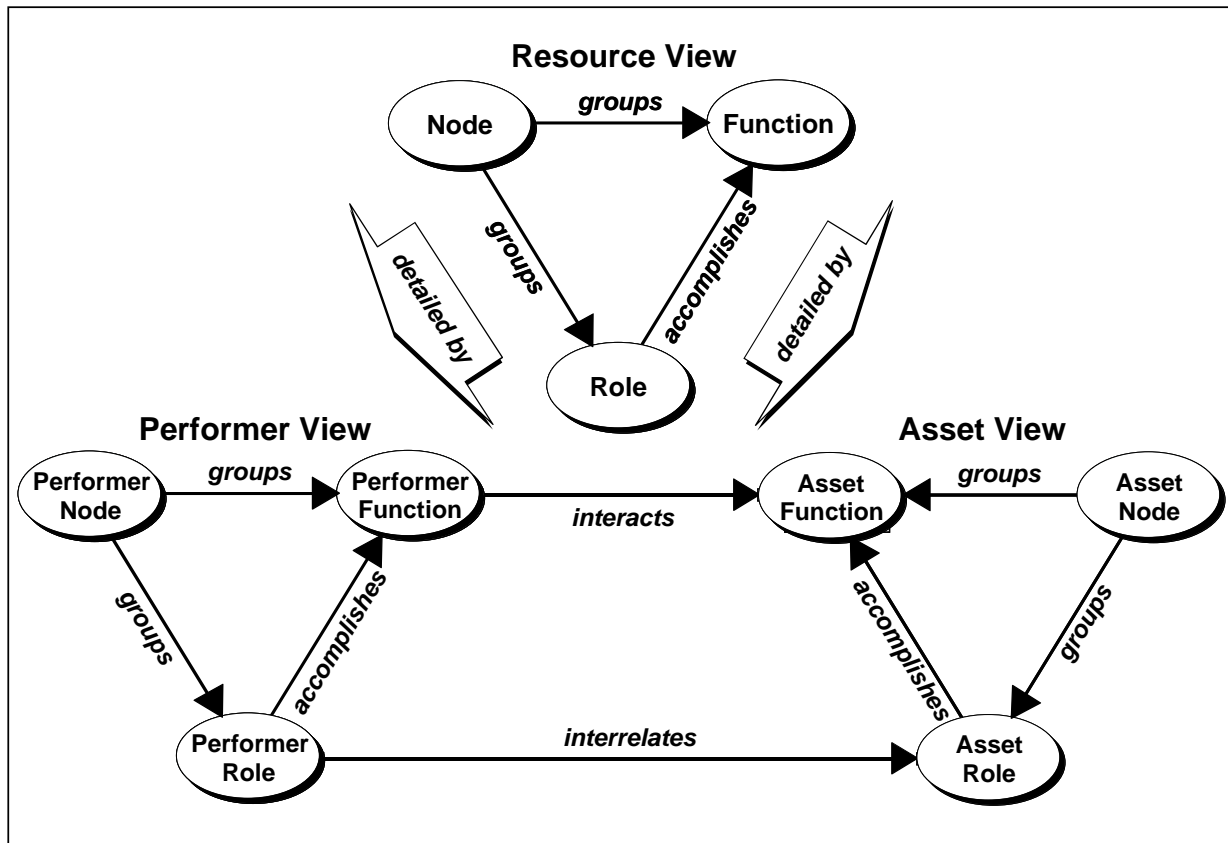 Resource View
groups
Node
Function
groups
accomplishes
detailed by
detailed by
Role
Performer View
Asset View
groups
groups
Performer
Node
Performer
Function
Asset
Function
Asset
Node
interacts
groups
accomplishes
accomplishes
groups
interrelates
Performer
Role
Asset
Role